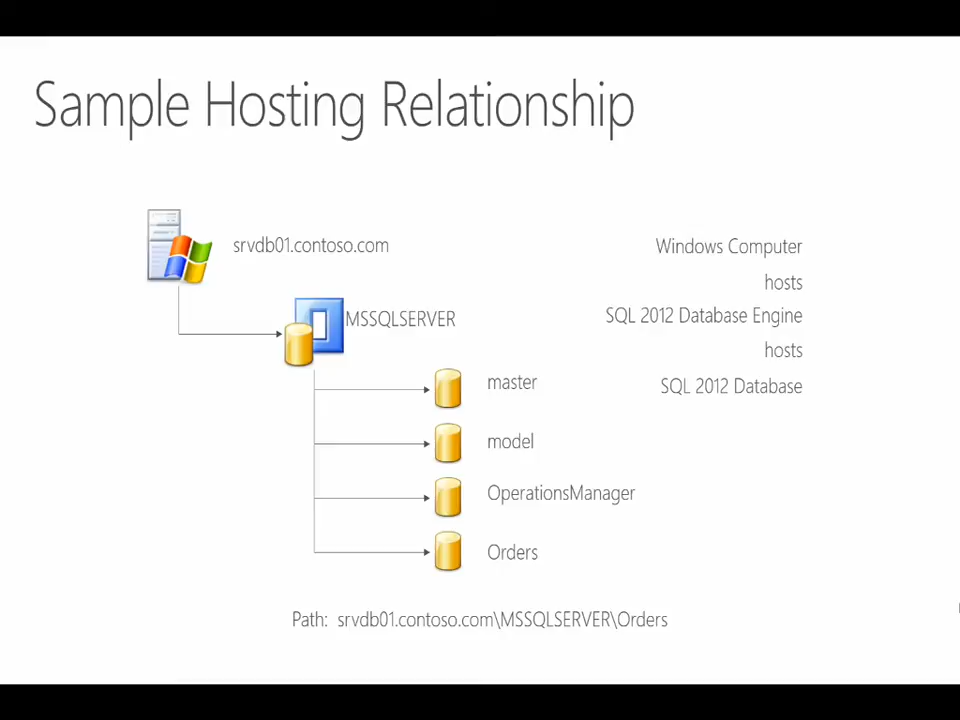 Sample Hosting Relationship
srvdb01.contoso.com
Windows Computer
hosts
MSSQLSERVER
SQL 2012 Database Engine
hosts
master
SQL 2012 Database
model
OperationsManager
Orders
Path: srvdb01.contoso.com\MSSQLSERVER\Orders